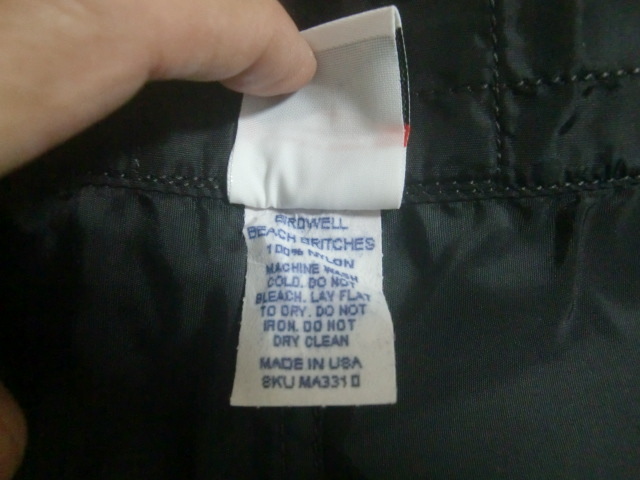 BIRDWELL
BEACH BRITCHES
100% NYLON
MACHINE WASH
COLD. DO NOT
BLEACH. LAY FLAT
TO DRY. DO NOT
IRON. DO NOT
DRY CLEAN
MADE IN USA
SKU MA331